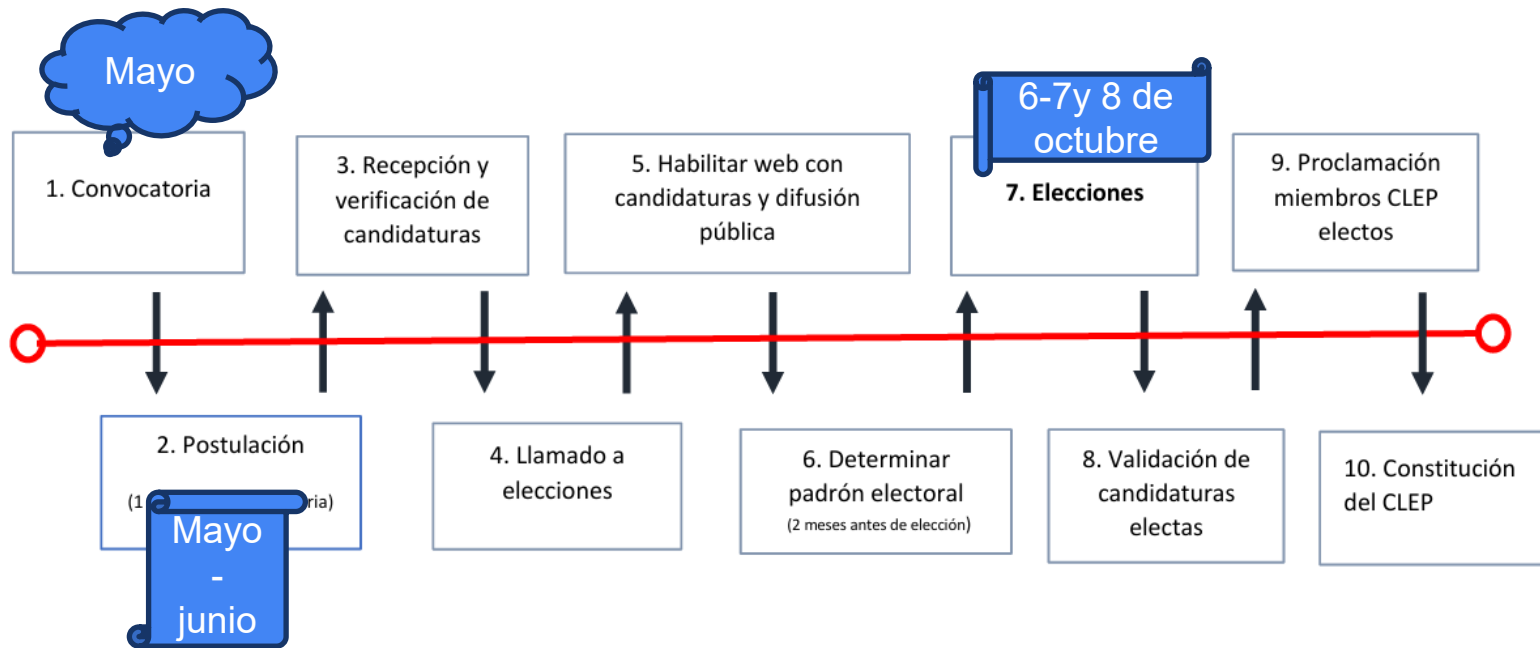 Mayo
1. Convocatoria
2. Postulación
(1
ria)
Mayo
-
junio
3. Recepción y
verificación de
candidaturas
4. Llamado a
elecciones
5. Habilitar web con
candidaturas y difusión
pública
6. Determinar
padrón electoral
(2 meses antes de elección)
6-7y 8 de
octubre
7. Elecciones
8. Validación de
candidaturas
electas
9. Proclamación
miembros CLEP
electos
10. Constitución
del CLEP